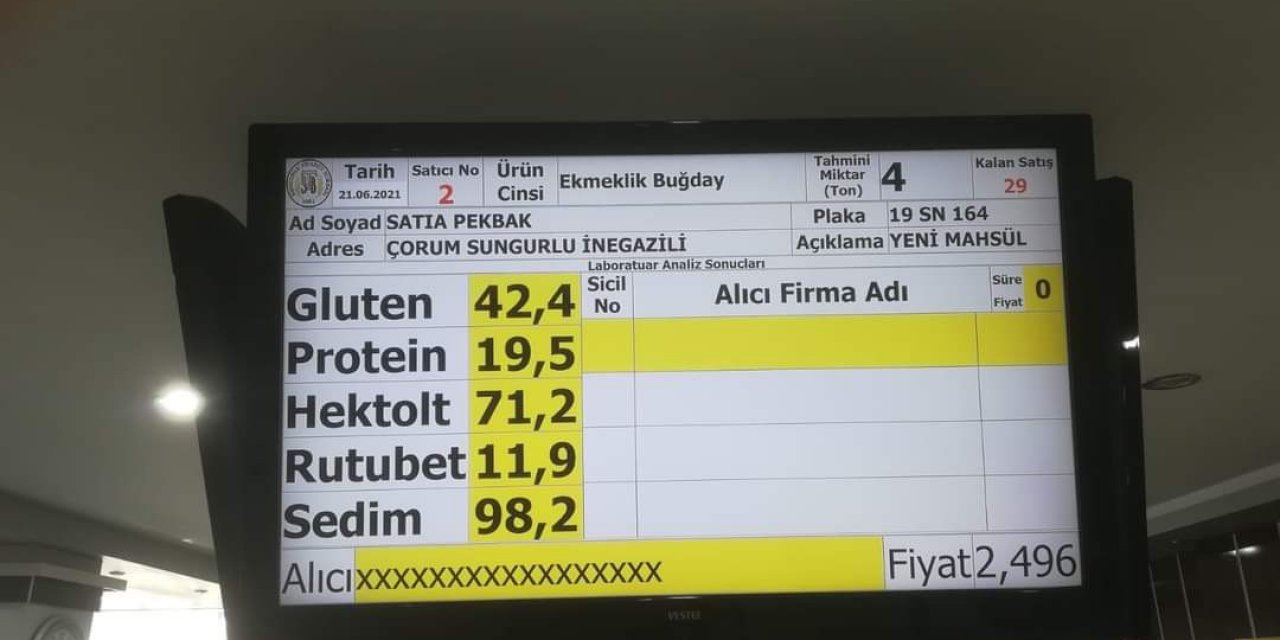 Tarih Satıcı No Ürün Cinsi Ekmeklik Buğday Tahmini Miktar (Ton) 4 Kalan Satış
21.06.2021 2 29
Ad Soyad SATIA PEKBAK Plaka 19 SN 164
Adres ÇORUM SUNGURLU İNEGAZİLİ Açıklama YENİ MAHSÜL
Laboratuar Analiz Sonucları
Gluten 42,4 Sicil No Alıcı Firma Adı Süre Fiyat 0
Protein 19,5
Hektolt 71,2
Rutubet 11,9
Sedim 98,2
Alıcı xxxxxxxxxxxxxxxxx Fiyat 2,496
VESTEL